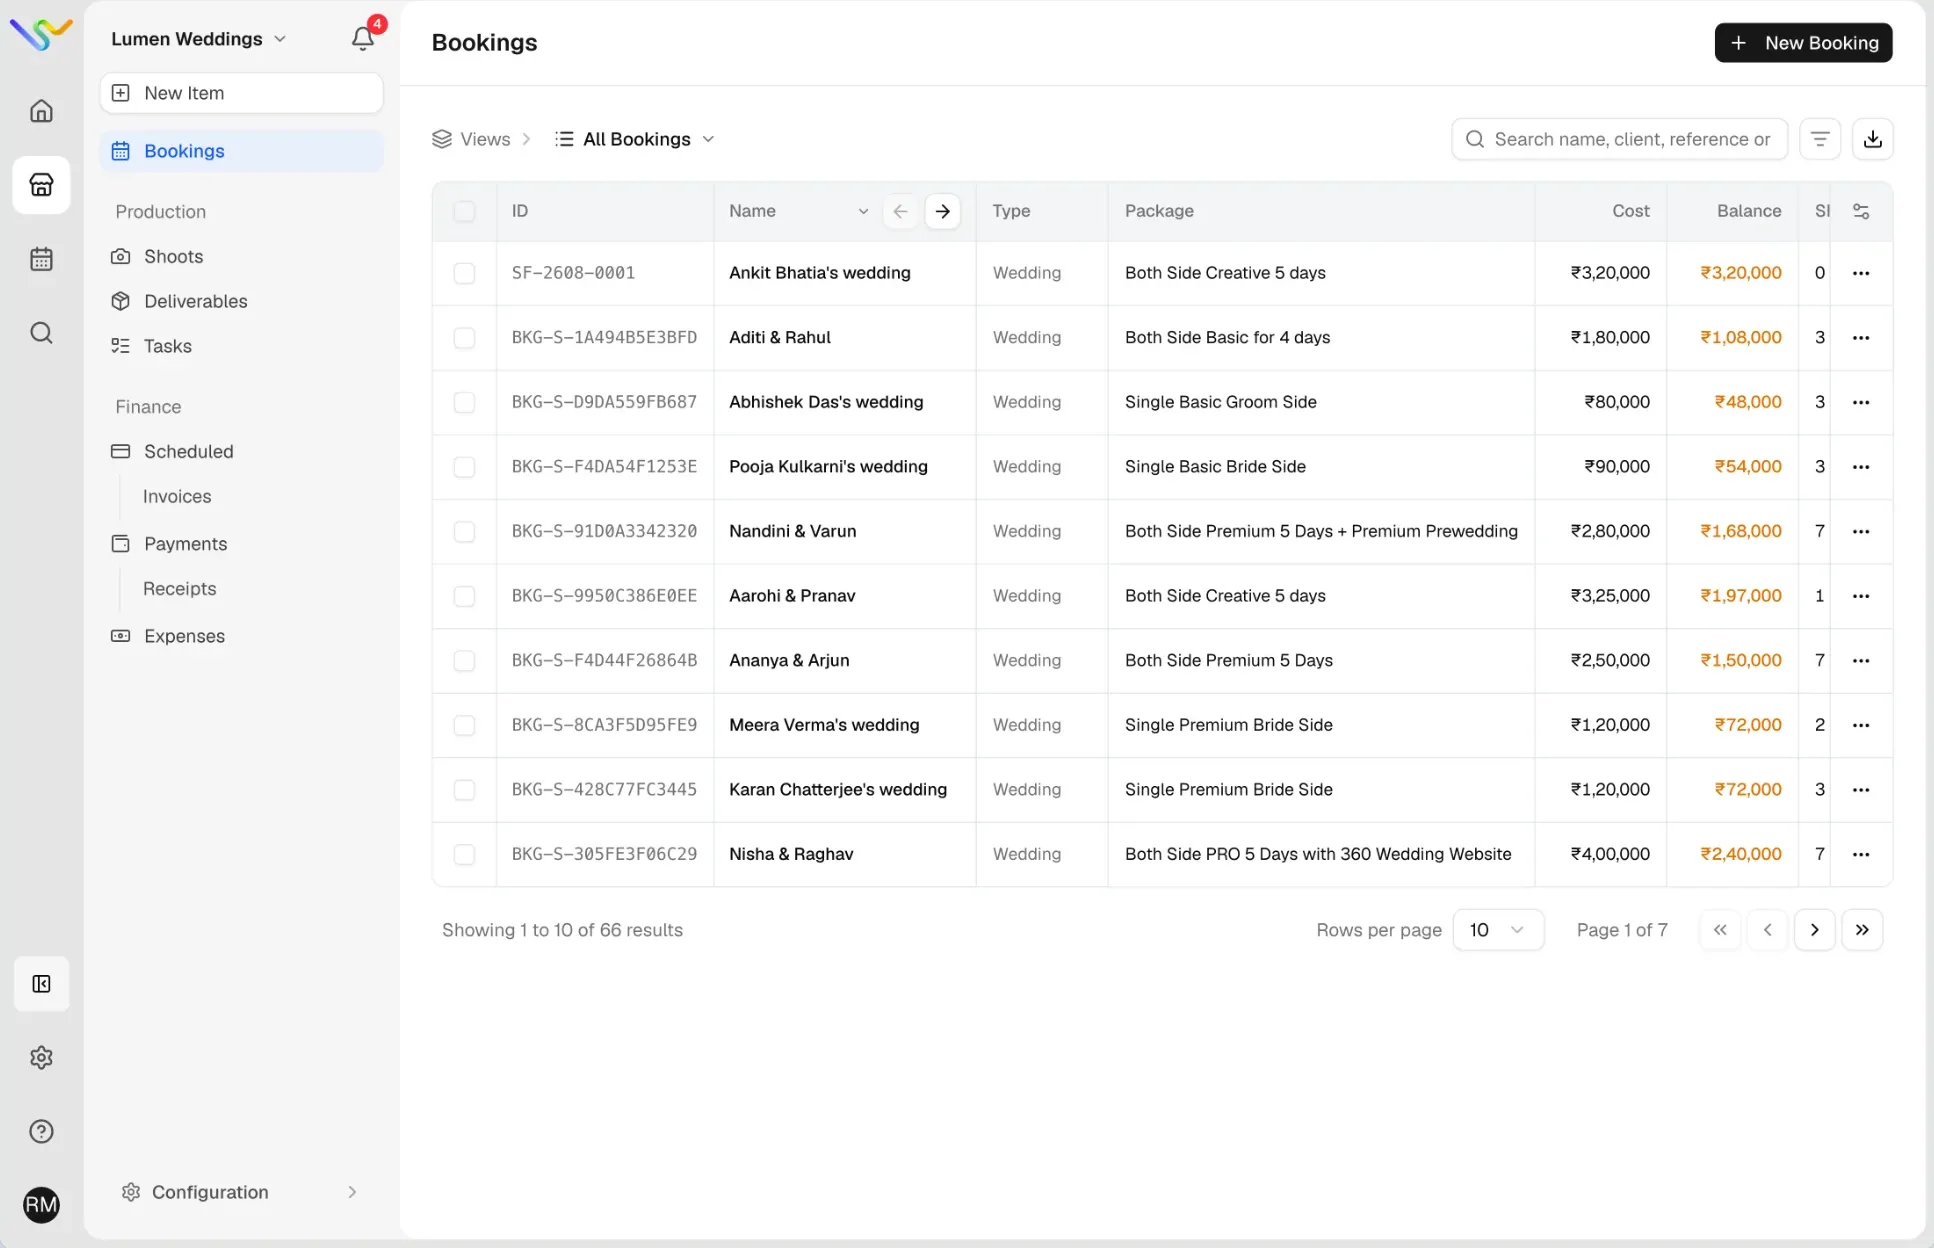 Lumen Weddings
4
New Item
Bookings
Production
Shoots
Deliverables
Tasks
Finance
Scheduled
Invoices
Payments
Receipts
Expenses
Configuration
RM
Bookings
New Booking
Views
All Bookings
Search name, client, reference or
ID Name Type Package Cost Balance
SF-2608-0001 Ankit Bhatia's wedding Wedding Both Side Creative 5 days ₹3,20,000 ₹3,20,000 0
BKG-S-1A494B5E3BFD Aditi & Rahul Wedding Both Side Basic for 4 days ₹1,80,000 ₹1,08,000 3
BKG-S-D9DA559FB687 Abhishek Das's wedding Wedding Single Basic Groom Side ₹80,000 ₹48,000 3
BKG-S-F4DA54F1253E Pooja Kulkarni's wedding Wedding Single Basic Bride Side ₹90,000 ₹54,000 3
BKG-S-91D0A3342320 Nandini & Varun Wedding Both Side Premium 5 Days + Premium Prewedding ₹2,80,000 ₹1,68,000 7
BKG-S-9950C386E0EE Aarohi & Pranav Wedding Both Side Creative 5 days ₹3,25,000 ₹1,97,000 1
BKG-S-F4D44F26864B Ananya & Arjun Wedding Both Side Premium 5 Days ₹2,50,000 ₹1,50,000 7
BKG-S-8CA3F5D95FE9 Meera Verma's wedding Wedding Single Premium Bride Side ₹1,20,000 ₹72,000 2
BKG-S-428C77FC3445 Karan Chatterjee's wedding Wedding Single Premium Bride Side ₹1,20,000 ₹72,000 3
BKG-S-305FE3F06C29 Nisha & Raghav Wedding Both Side PRO 5 Days with 360 Wedding Website ₹4,00,000 ₹2,40,000 7
Showing 1 to 10 of 66 results
Rows per page 10
Page 1 of 7